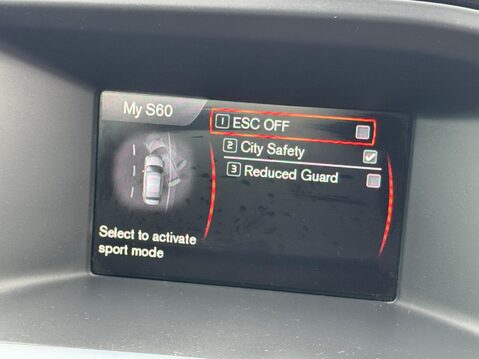 My S60
1 ESC OFF
2 City Safety
3 Reduced Guard
Select to activate
sport mode